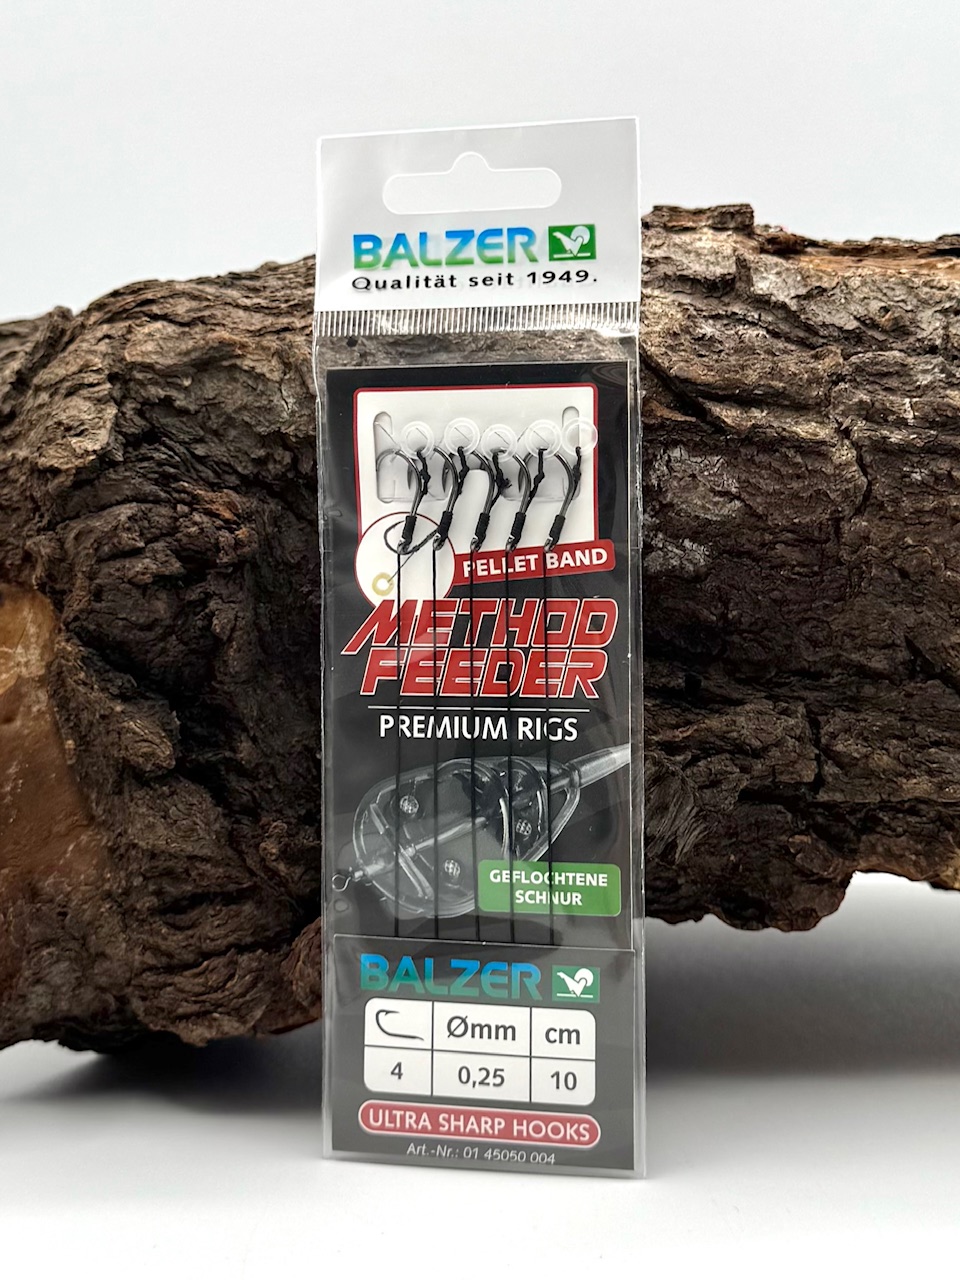 BALZER
Qualität seit 1949.
PELLET BAND
METHOD
FEEDER
PREMIUM RIGS
GEFLOCHTENE
SCHNUR
BALZER
Ømm cm
4 0,25 10
ULTRA SHARP HOOKS
Art.-Nr.: 01 45050 004